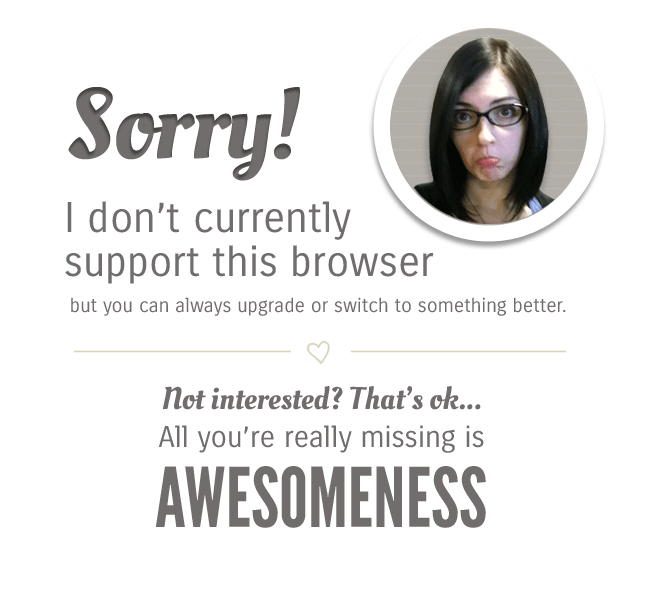 Sorry!
I don't currently
support this browser
but you can always upgrade or switch to something better.
Not interested? That's ok...
All you're really missing is
AWESOMENESS